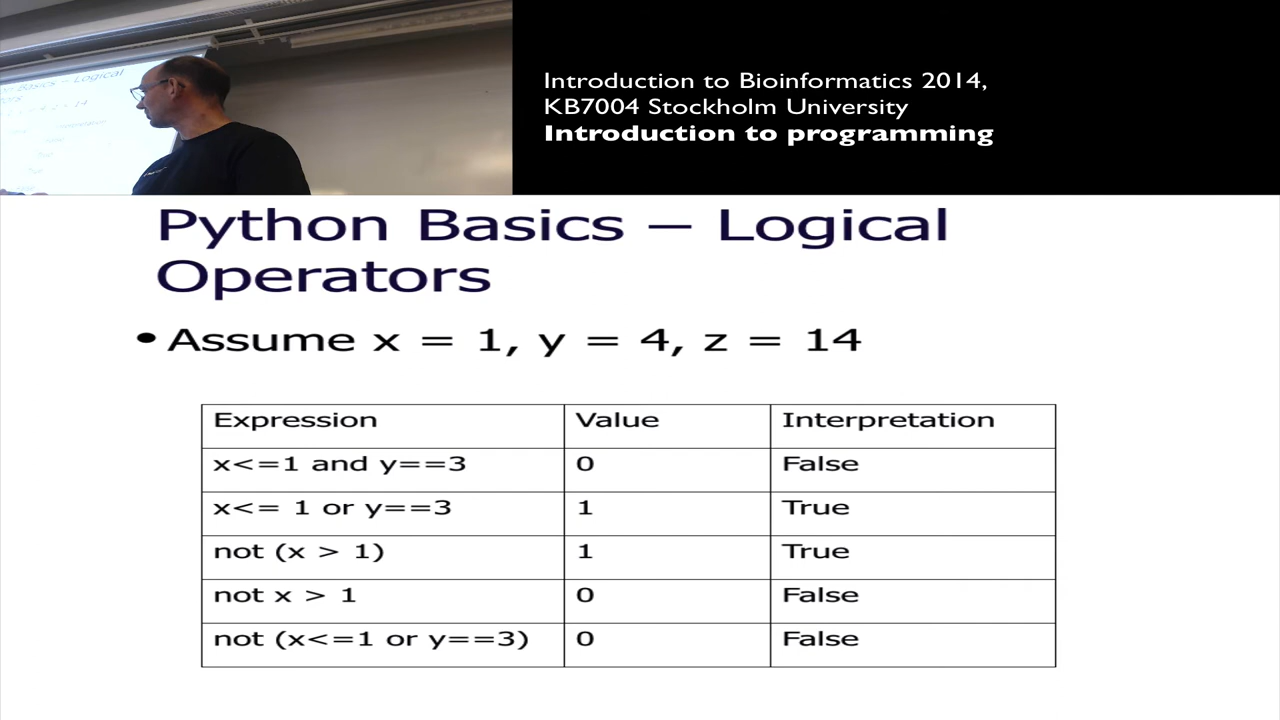 Introduction to Bioinformatics 2014,
KB7004 Stockholm University
Introduction to programming
Python Basics – Logical
Operators
• Assume x = 1, y = 4, z = 14
Expression Value Interpretation
x<=1 and y==3 0 False
x<= 1 or y==3 1 True
not (x > 1) 1 True
not x > 1 0 False
not (x<=1 or y==3) 0 False